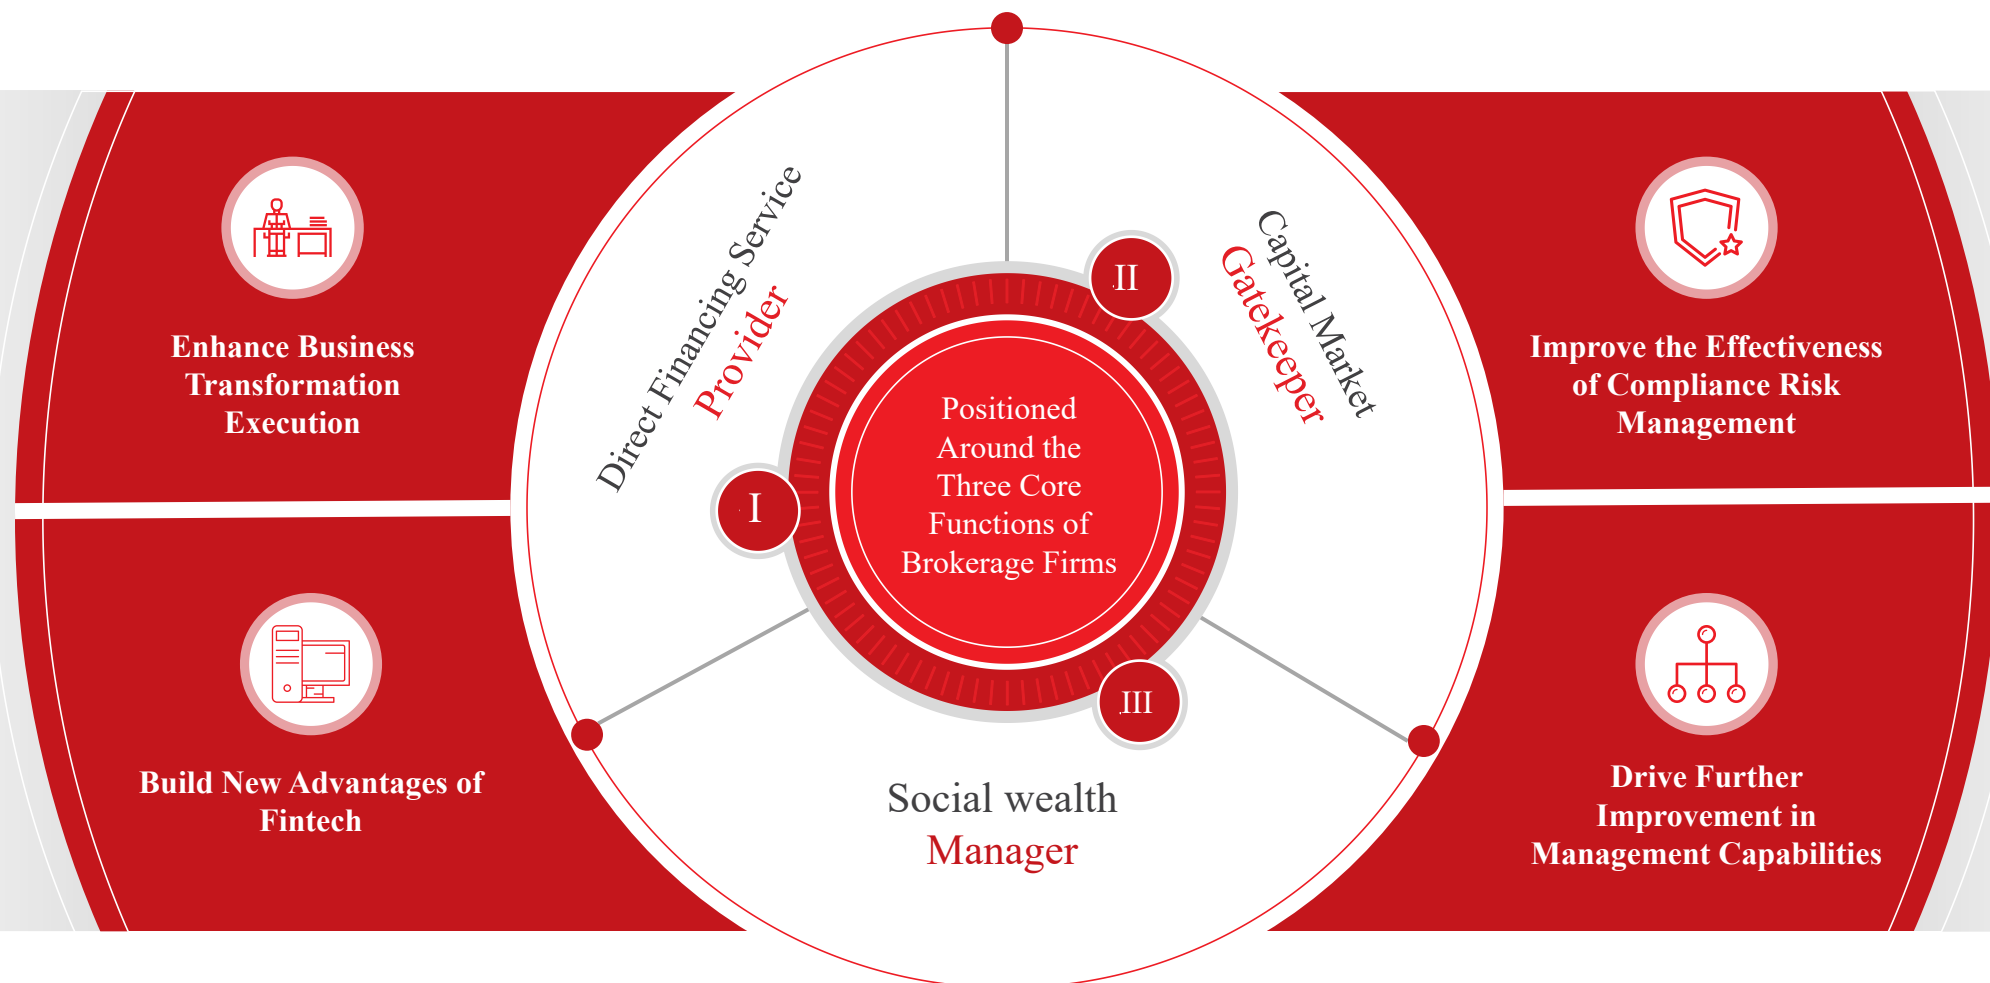 Enhance Business
Transformation
Execution
Build New Advantages of
Fintech
Direct Financing Service
Provider
I
Capital Market
Gatekeeper
II
Positioned
Around the
Three Core
Functions of
Brokerage Firms
III
Social wealth
Manager
Improve the Effectiveness
of Compliance Risk
Management
Drive Further
Improvement in
Management Capabilities